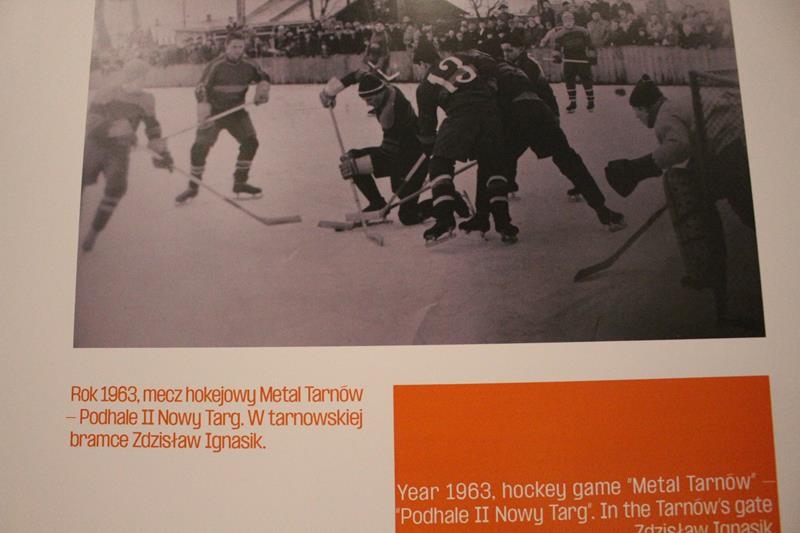 13
Rok 1963, mecz hokejowy Metal Tarnów
– Podhale II Nowy Targ. W tarnowskiej
bramce Zdzisław Ignasik.
Year 1963, hockey game "Metal Tarnów" –
"Podhale II Nowy Targ". In the Tarnów's gate
Zdzisław Ignasik